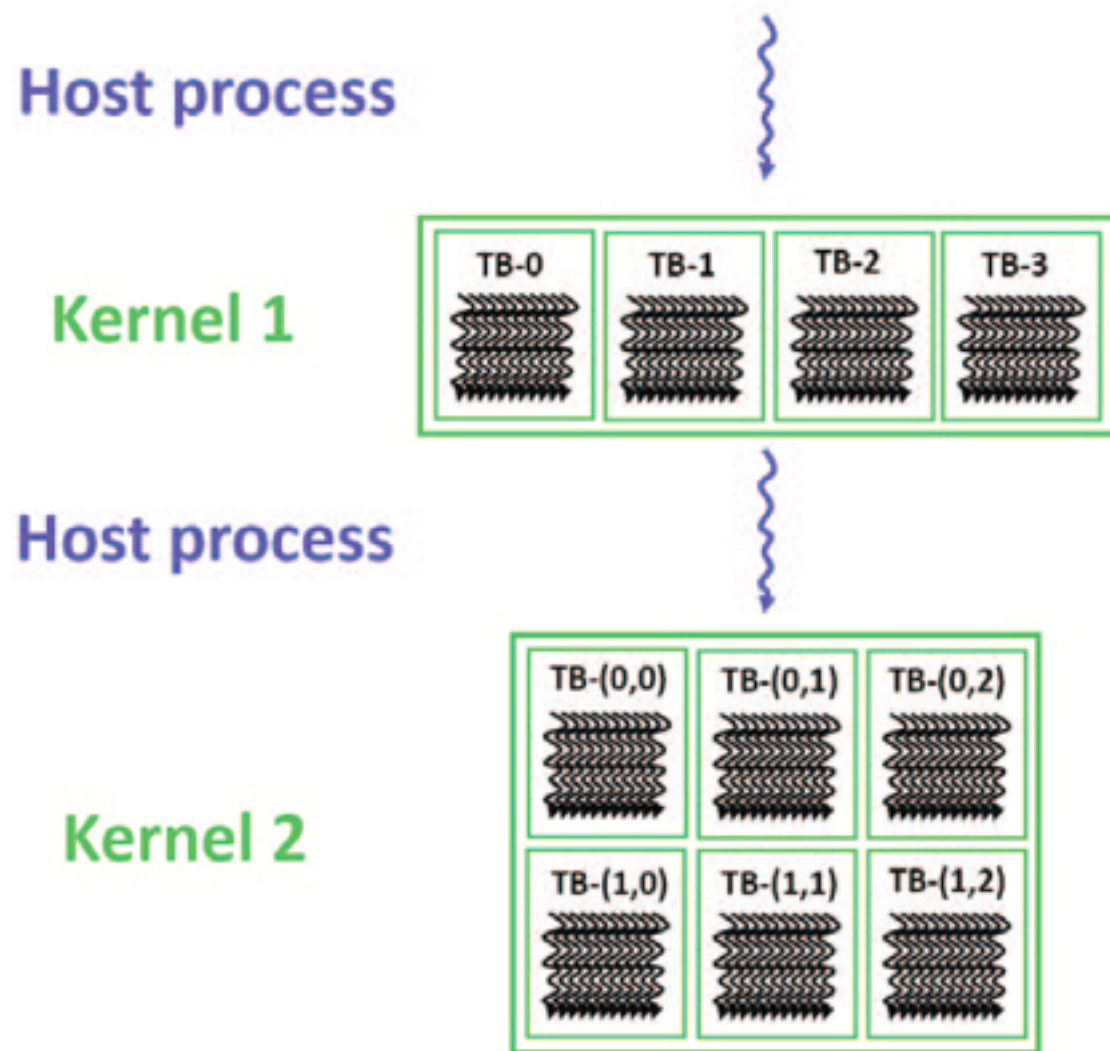 Host process
TB-0 TB-1 TB-2 TB-3
Kernel 1
Host process
TB-(0,0) TB-(0,1) TB-(0,2)
Kernel 2
TB-(1,0) TB-(1,1) TB-(1,2)